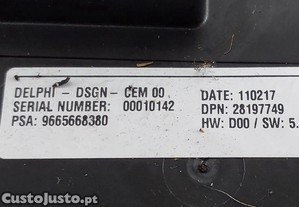 DELPHI - DSGN - CEM 00
SERIAL NUMBER: 00010142
PSA: 9665668380
DATE: 110217
DPN: 28197749
HW: D00 / SW: 5.
CustoJusto.pt